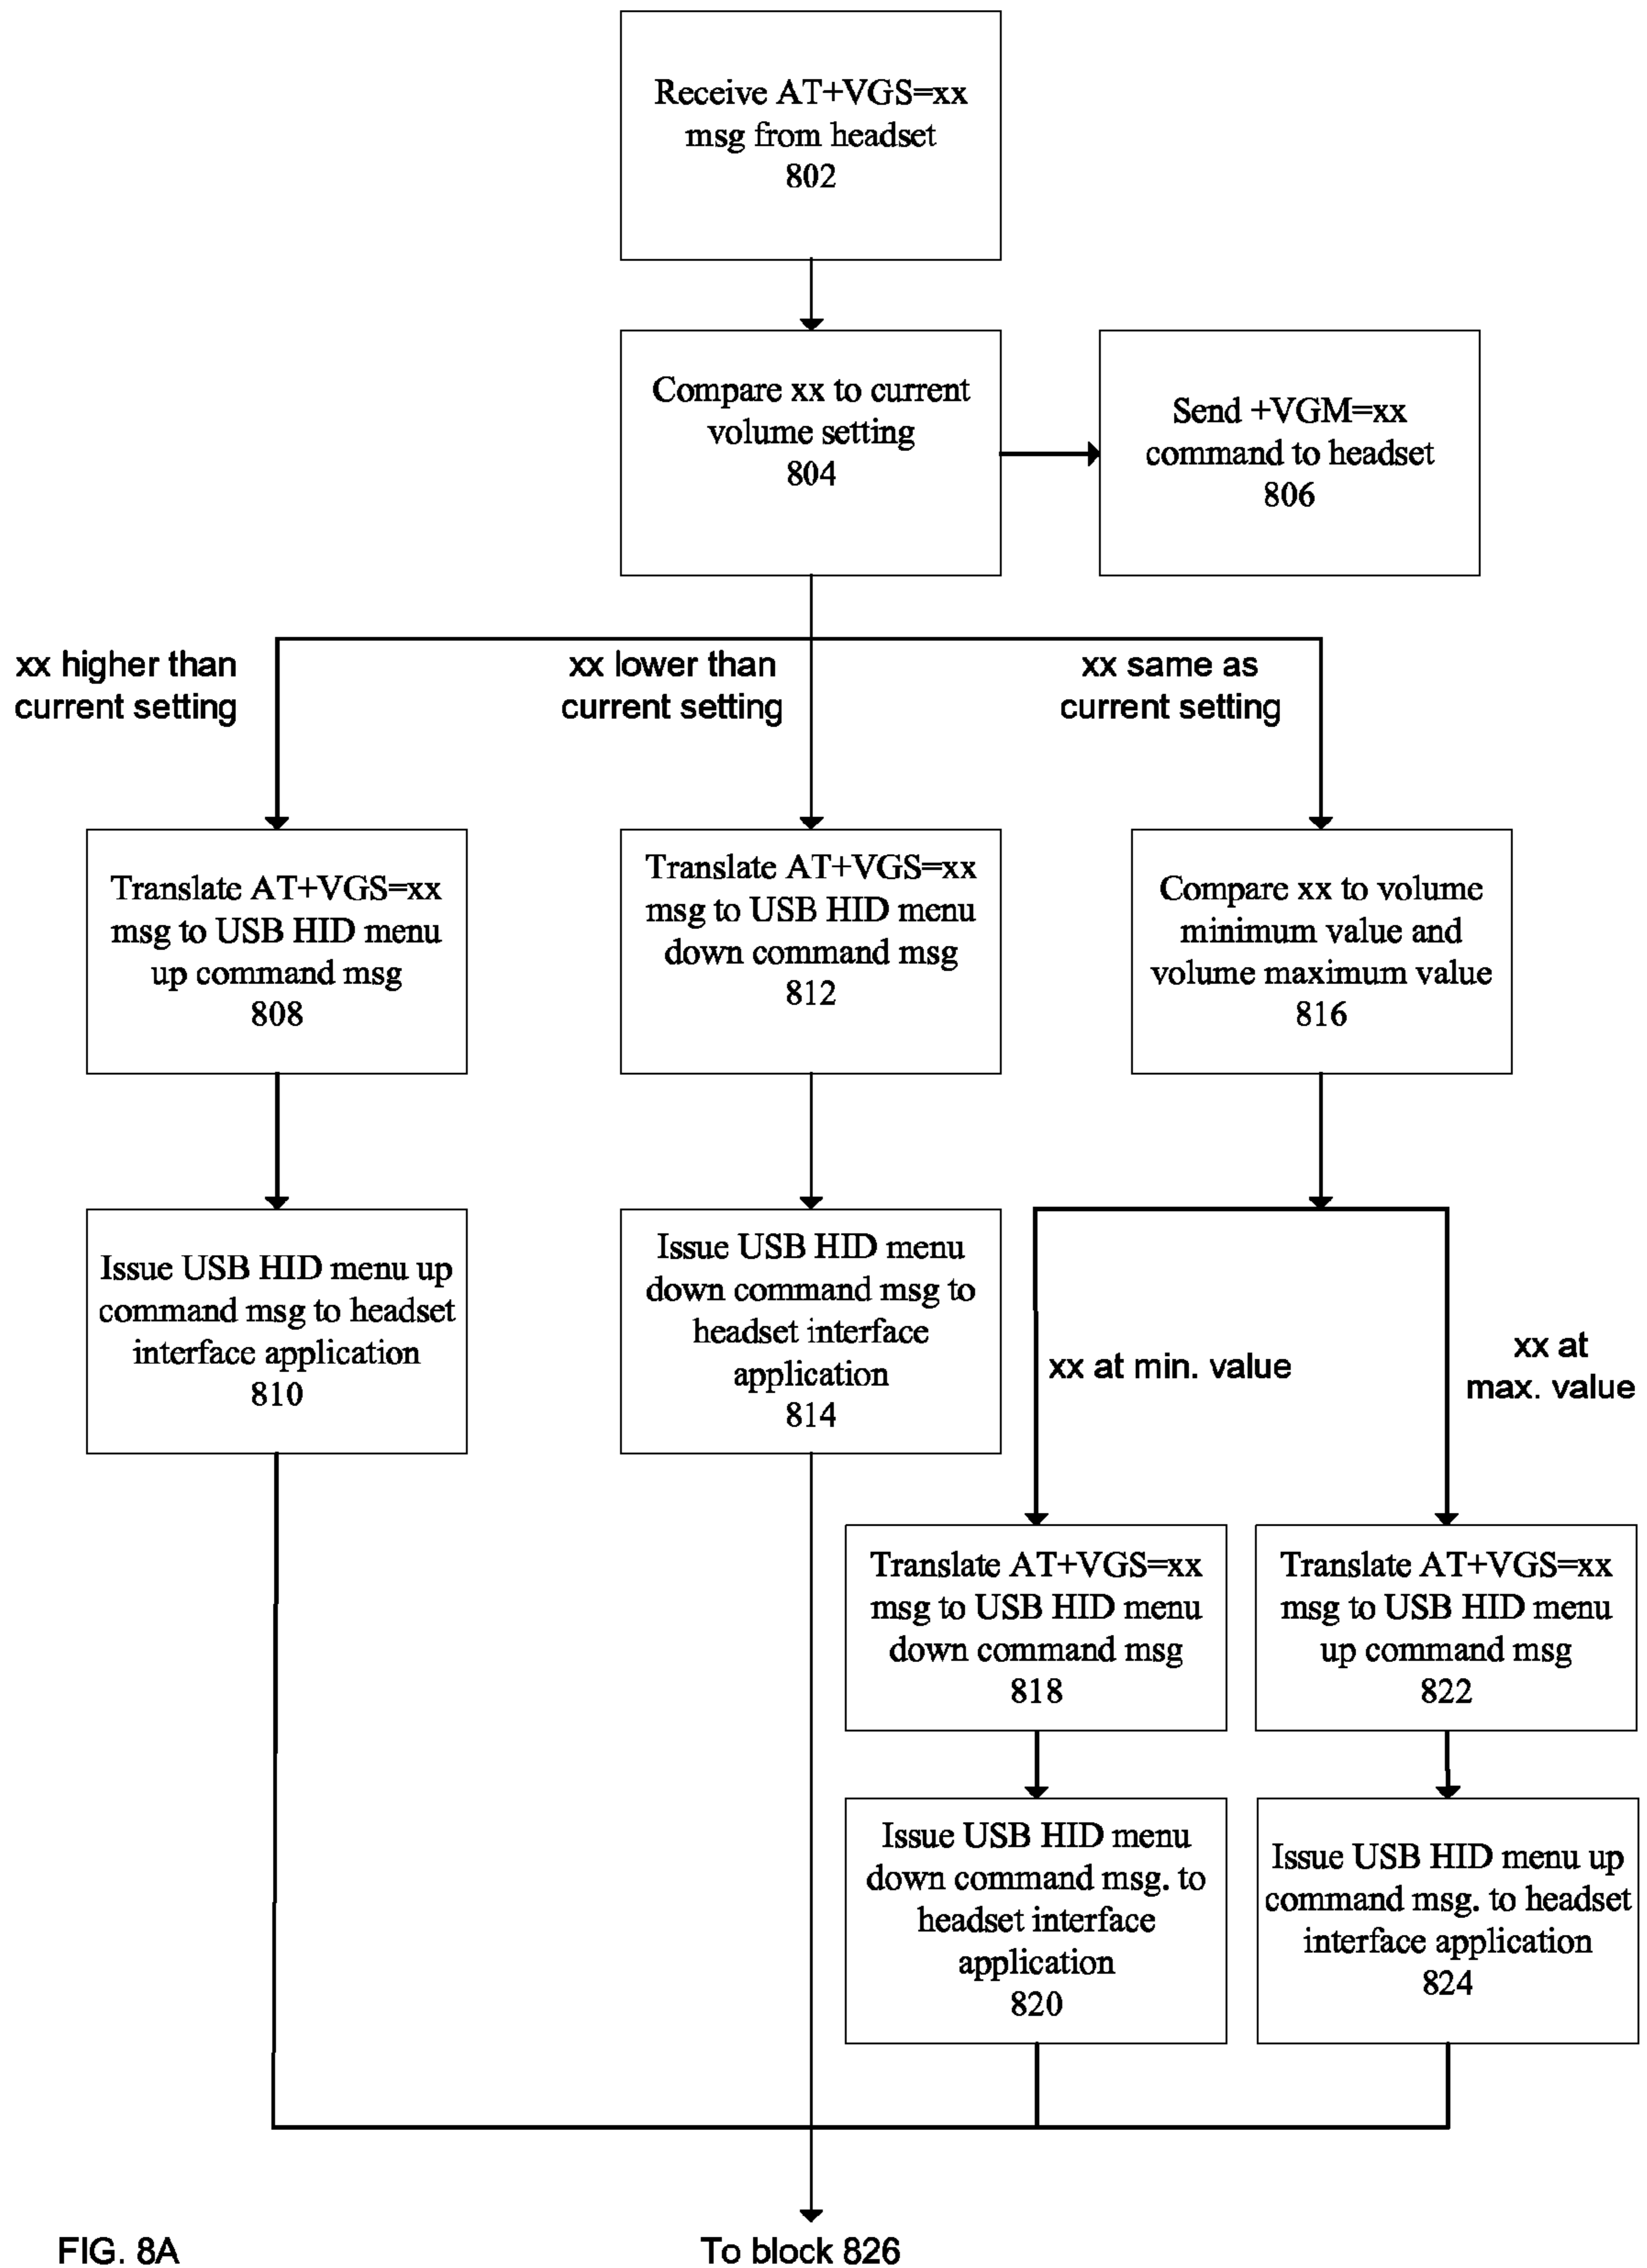 Receive AT+VGS=xx
msg from headset
802
Compare xx to current
volume setting
804
Send +VGM=xx
command to headset
806
xx higher than
current setting
xx lower than
current setting
xx same as
current setting
Translate AT+VGS=xx
msg to USB HID menu
up command msg
808
Translate AT+VGS=xx
msg to USB HID menu
down command msg
812
Compare xx to volume
minimum value and
volume maximum value
816
Issue USB HID menu up
command msg to headset
interface application
810
Issue USB HID menu
down command msg to
headset interface
application
814
xx at min. value
xx at
max. value
Translate AT+VGS=xx
msg to USB HID menu
down command msg
818
Translate AT+VGS=xx
msg to USB HID menu
up command msg
822
Issue USB HID menu
down command msg. to
headset interface
application
820
Issue USB HID menu up
command msg. to headset
interface application
824
FIG. 8A
To block 826